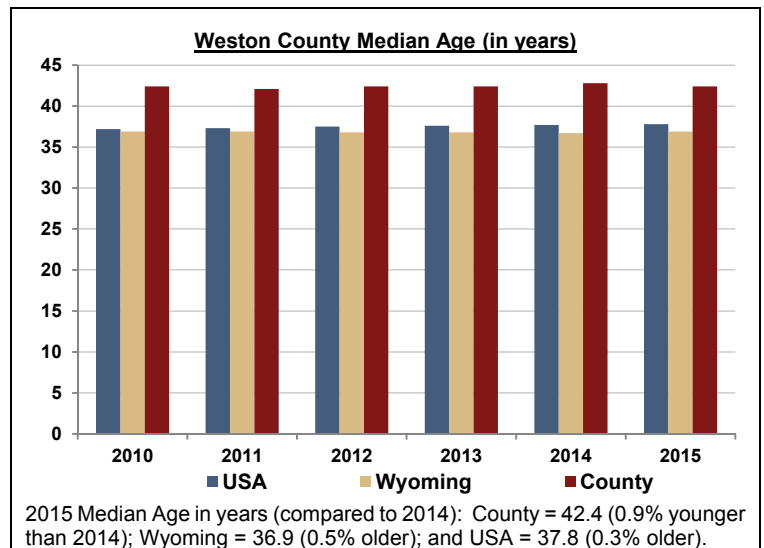 Weston County Median Age (in years)
45
40
35
30
25
20
15
10
5
0
2010 2011 2012 2013 2014 2015
USA Wyoming County
2015 Median Age in years (compared to 2014): County = 42.4 (0.9% younger
than 2014); Wyoming = 36.9 (0.5% older); and USA = 37.8 (0.3% older).